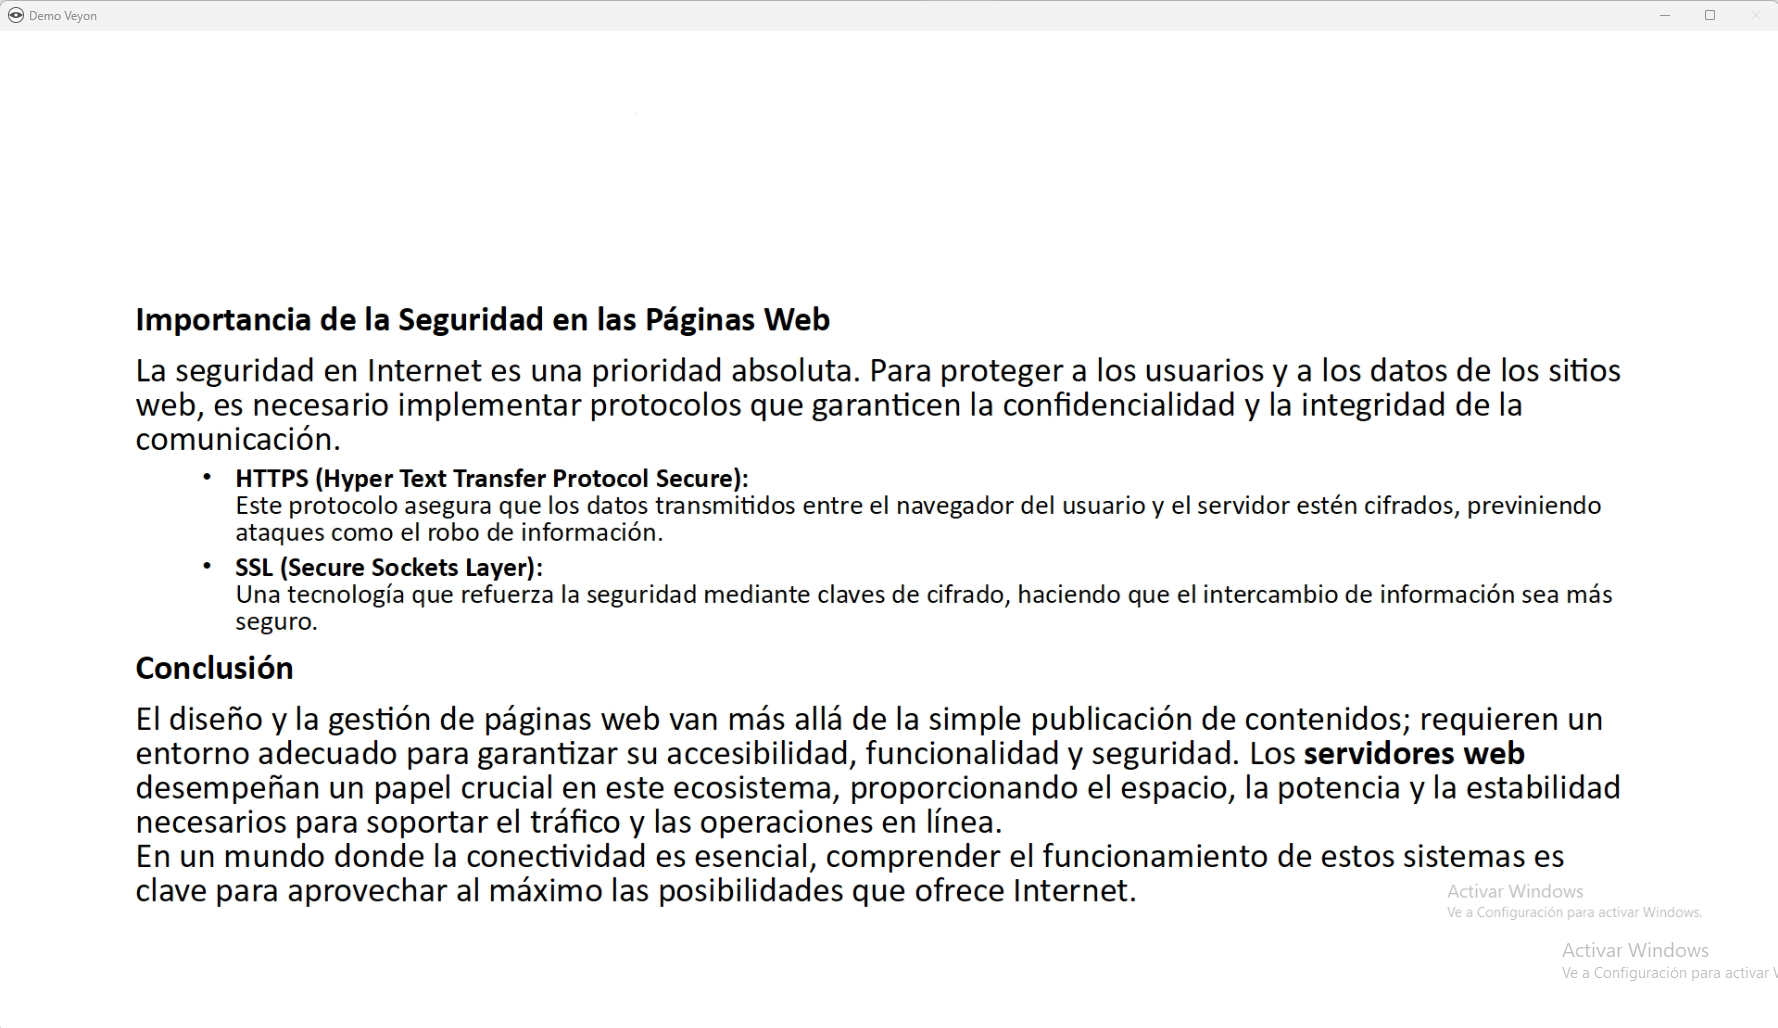 Demo Veyon
Importancia de la Seguridad en las Páginas Web
La seguridad en Internet es una prioridad absoluta. Para proteger a los usuarios y a los datos de los sitios
web, es necesario implementar protocolos que garanticen la confidencialidad y la integridad de la
comunicación.
• HTTPS (Hyper Text Transfer Protocol Secure):
Este protocolo asegura que los datos transmitidos entre el navegador del usuario y el servidor estén cifrados, previniendo
ataques como el robo de información.
• SSL (Secure Sockets Layer):
Una tecnología que refuerza la seguridad mediante claves de cifrado, haciendo que el intercambio de información sea más
seguro.
Conclusión
El diseño y la gestión de páginas web van más allá de la simple publicación de contenidos; requieren un
entorno adecuado para garantizar su accesibilidad, funcionalidad y seguridad. Los servidores web
desempeñan un papel crucial en este ecosistema, proporcionando el espacio, la potencia y la estabilidad
necesarios para soportar el tráfico y las operaciones en línea.
En un mundo donde la conectividad es esencial, comprender el funcionamiento de estos sistemas es
clave para aprovechar al máximo las posibilidades que ofrece Internet.
Activar Windows
Ve a Configuración para activar Windows.
Activar Windows
Ve a Configuración para activar